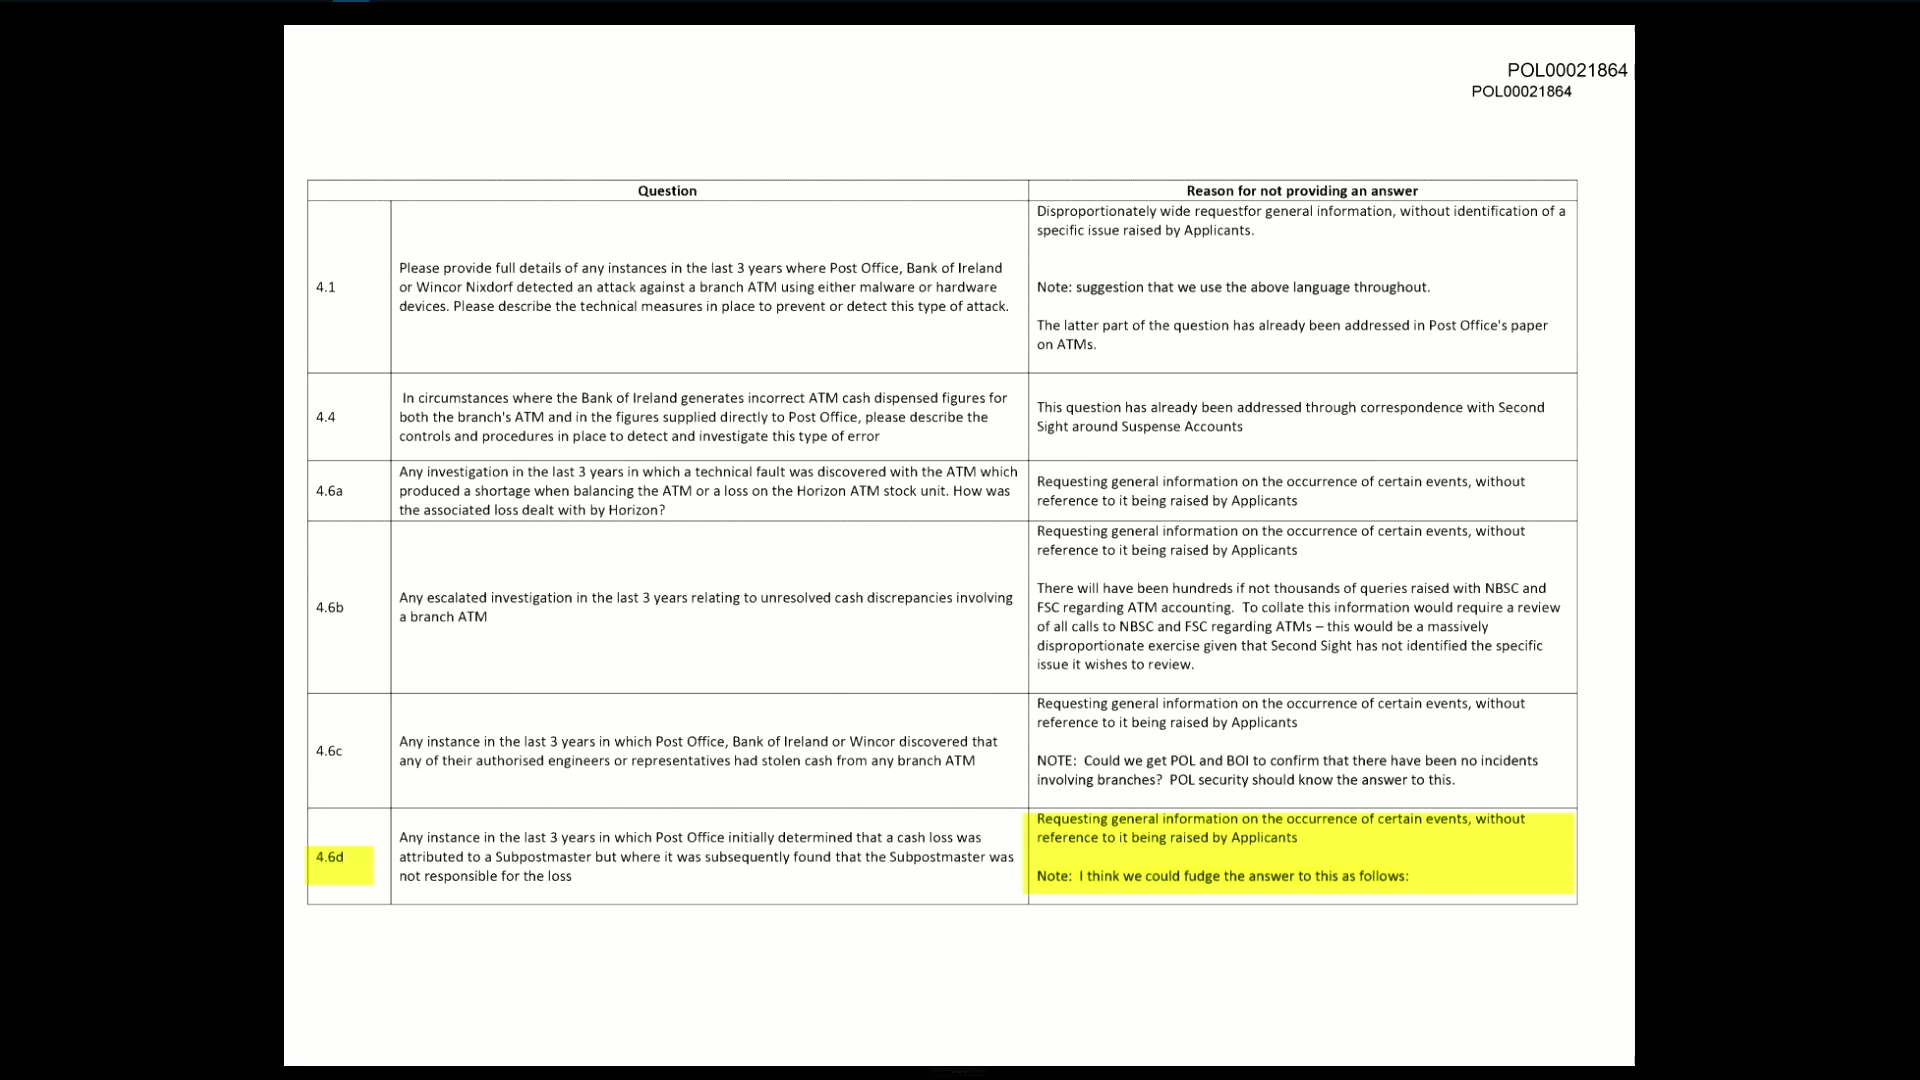 POL00021864
POL00021864
Question
Reason for not providing an answer
4.1
Please provide full details of any instances in the last 3 years where Post Office, Bank of Ireland
or Wincor Nixdorf detected an attack against a branch ATM using either malware or hardware
devices. Please describe the technical measures in place to prevent or detect this type of attack.
Disproportionately wide requestfor general information, without identification of a
specific issue raised by Applicants.
Note: suggestion that we use the above language throughout.
The latter part of the question has already been addressed in Post Office's paper
on ATMs.
4.4
In circumstances where the Bank of Ireland generates incorrect ATM cash dispensed figures for
both the branch's ATM and in the figures supplied directly to Post Office, please describe the
controls and procedures in place to detect and investigate this type of error
This question has already been addressed through correspondence with Second
Sight around Suspense Accounts
4.6a
Any investigation in the last 3 years in which a technical fault was discovered with the ATM which
produced a shortage when balancing the ATM or a loss on the Horizon ATM stock unit. How was
the associated loss dealt with by Horizon?
Requesting general information on the occurrence of certain events, without
reference to it being raised by Applicants
4.6b
Any escalated investigation in the last 3 years relating to unresolved cash discrepancies involving
a branch ATM
Requesting general information on the occurrence of certain events, without
reference to it being raised by Applicants
There will have been hundreds if not thousands of queries raised with NBSC and
FSC regarding ATM accounting. To collate this information would require a review
of all calls to NBSC and FSC regarding ATMs – this would be a massively
disproportionate exercise given that Second Sight has not identified the specific
issue it wishes to review.
4.6c
Any instance in the last 3 years in which Post Office, Bank of Ireland or Wincor discovered that
any of their authorised engineers or representatives had stolen cash from any branch ATM
Requesting general information on the occurrence of certain events, without
reference to it being raised by Applicants
NOTE: Could we get POL and BOI to confirm that there have been no incidents
involving branches? POL security should know the answer to this.
4.6d
Any instance in the last 3 years in which Post Office initially determined that a cash loss was
attributed to a Subpostmaster but where it was subsequently found that the Subpostmaster was
not responsible for the loss
Requesting general information on the occurrence of certain events, without
reference to it being raised by Applicants
Note: I think we could fudge the answer to this as follows: